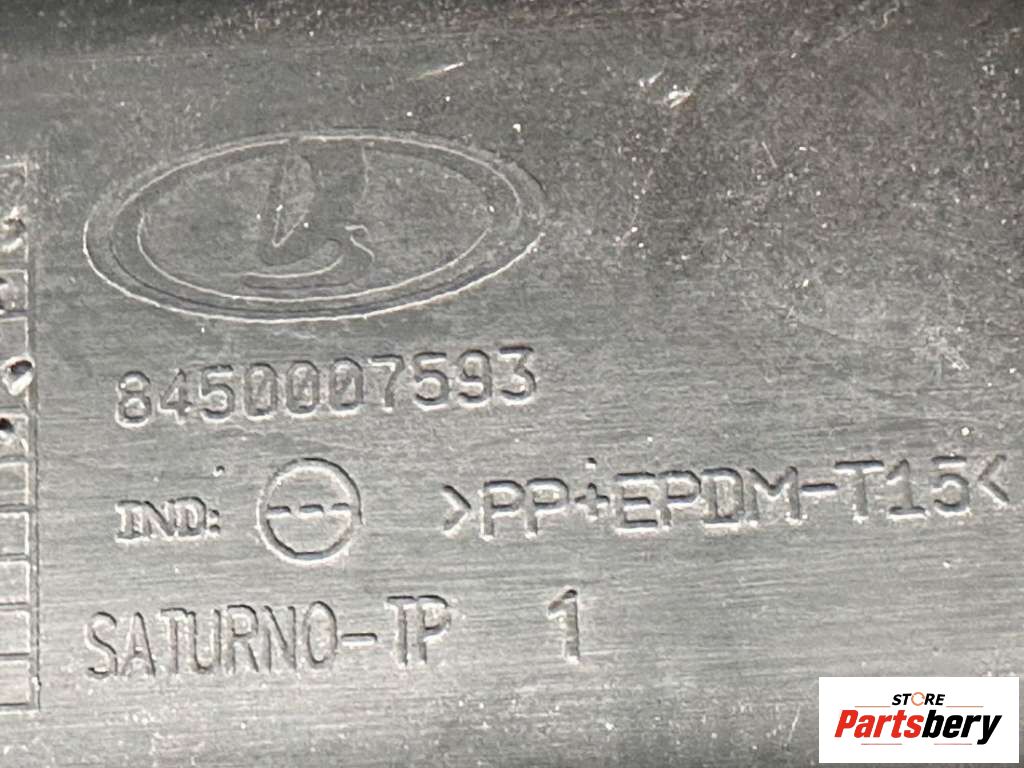 8450007593
IND: ---
>PP+EPDM-T15<
SATURNO-TP 1
STORE
Partsbery